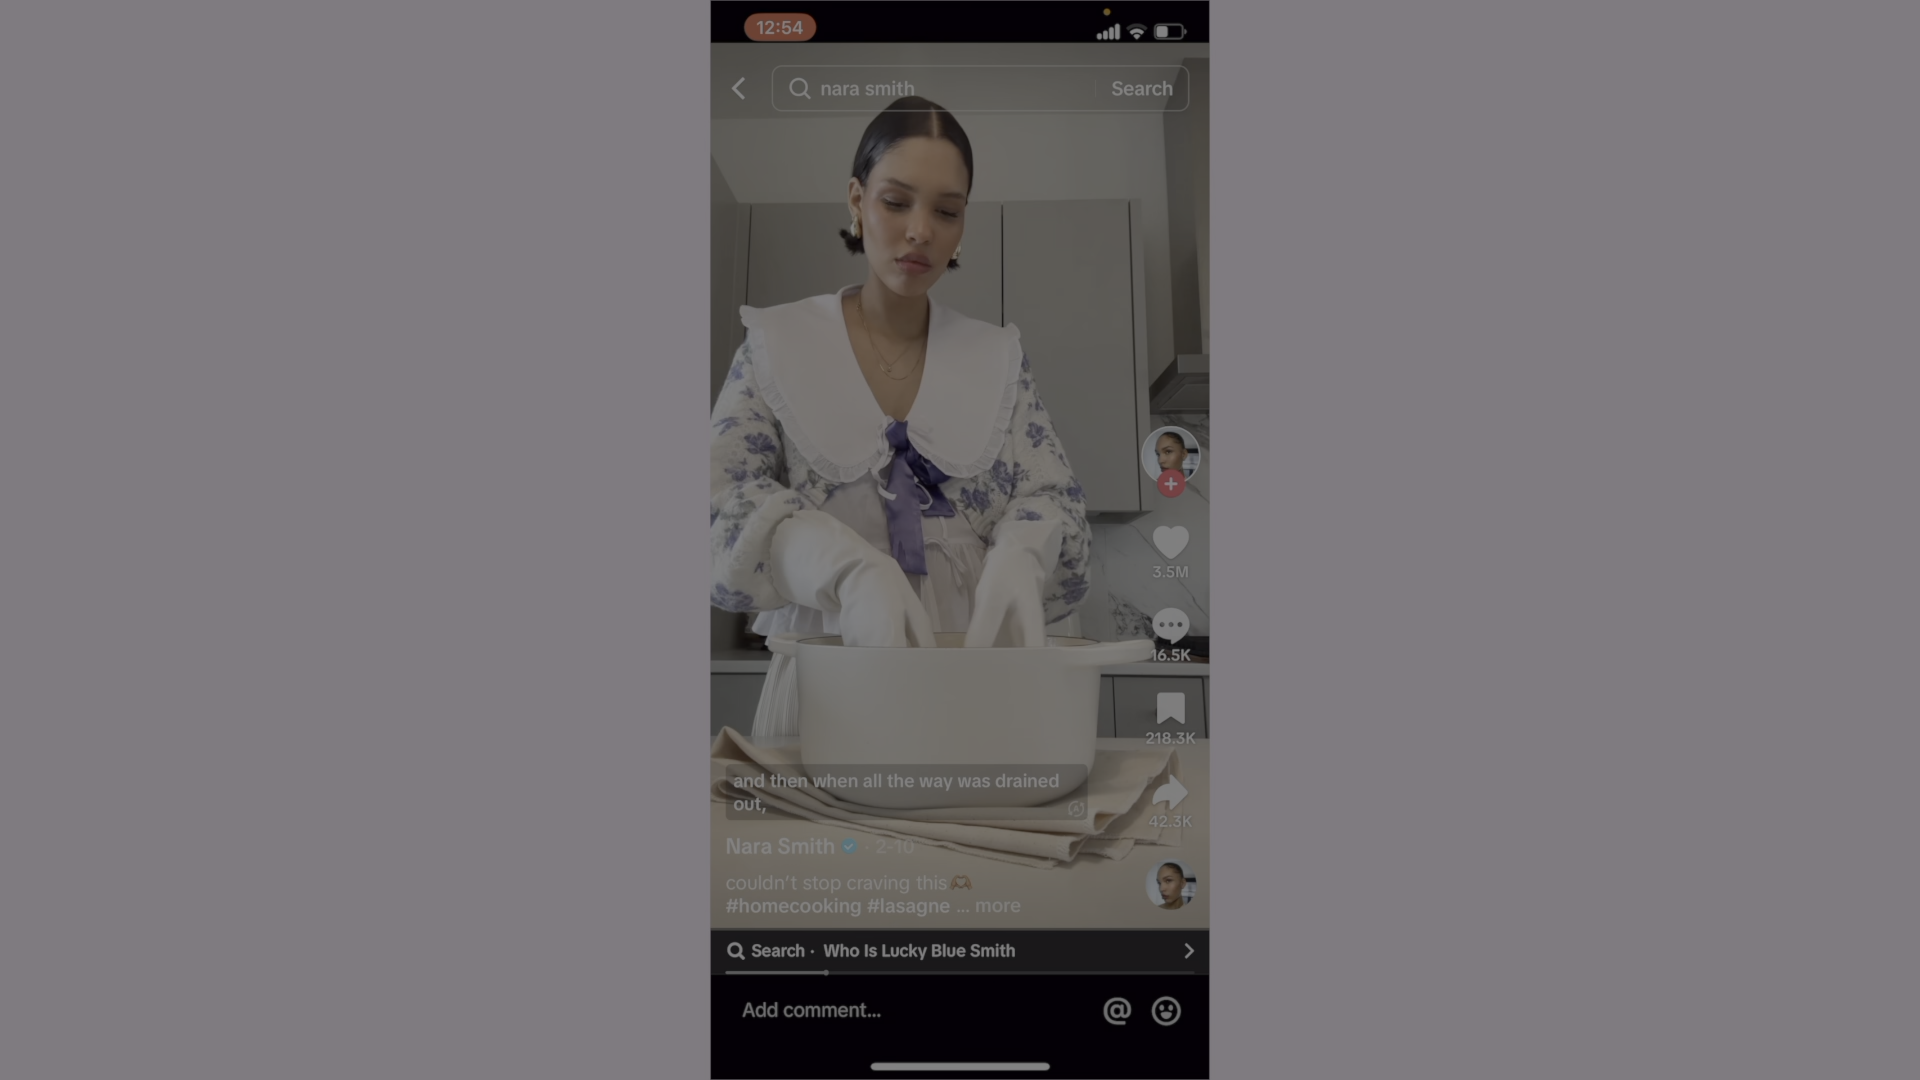 12:54
nara smith
Search
3.5M
16.5K
218.3K
42.3K
and then when all the way was drained
out,
Nara Smith · 2-10
couldn't stop craving this🫶🏽
#homecooking #lasagne ... more
Search · Who Is Lucky Blue Smith
Add comment...